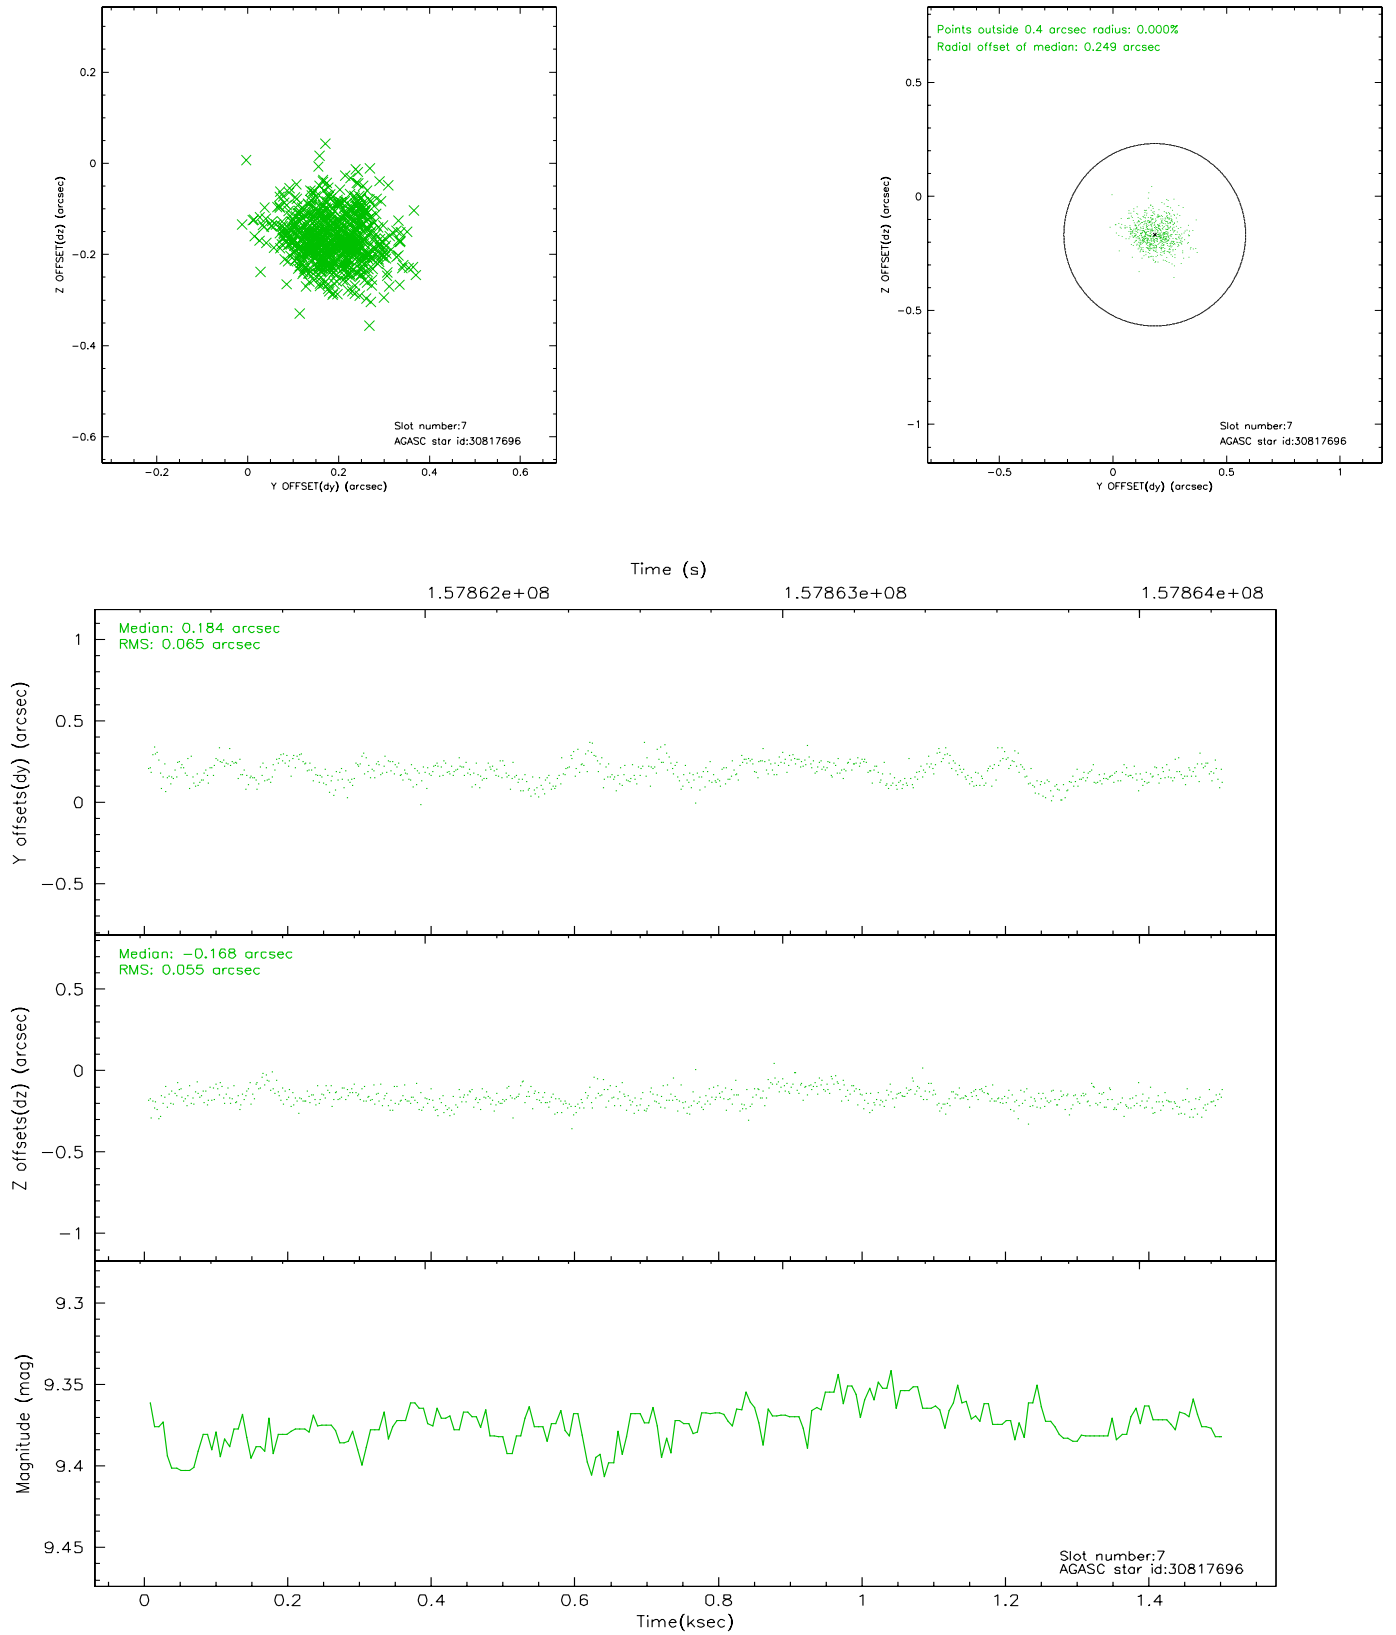 0.2
0
−0.2
−0.4
−0.6
Z OFFSET(dz) (arcsec)
Slot number:7
AGASC star id:30817696
−0.2 0 0.2 0.4 0.6
Y OFFSET(dy) (arcsec)
Points outside 0.4 arcsec radius: 0.000%
Radial offset of median: 0.249 arcsec
0.5
0
−0.5
−1
Z OFFSET(dz) (arcsec)
Slot number:7
AGASC star id:30817696
−0.5 0 0.5 1
Y OFFSET(dy) (arcsec)
Time (s)
1.57862e+08 1.57863e+08 1.57864e+08
Median: 0.184 arcsec
RMS: 0.065 arcsec
1
0.5
0
−0.5
Y offsets(dy) (arcsec)
Median: −0.168 arcsec
RMS: 0.055 arcsec
0.5
0
−0.5
−1
Z offsets(dz) (arcsec)
9.3
9.35
9.4
9.45
Magnitude (mag)
Slot number:7
AGASC star id:30817696
0 0.2 0.4 0.6 0.8 1 1.2 1.4
Time(ksec)